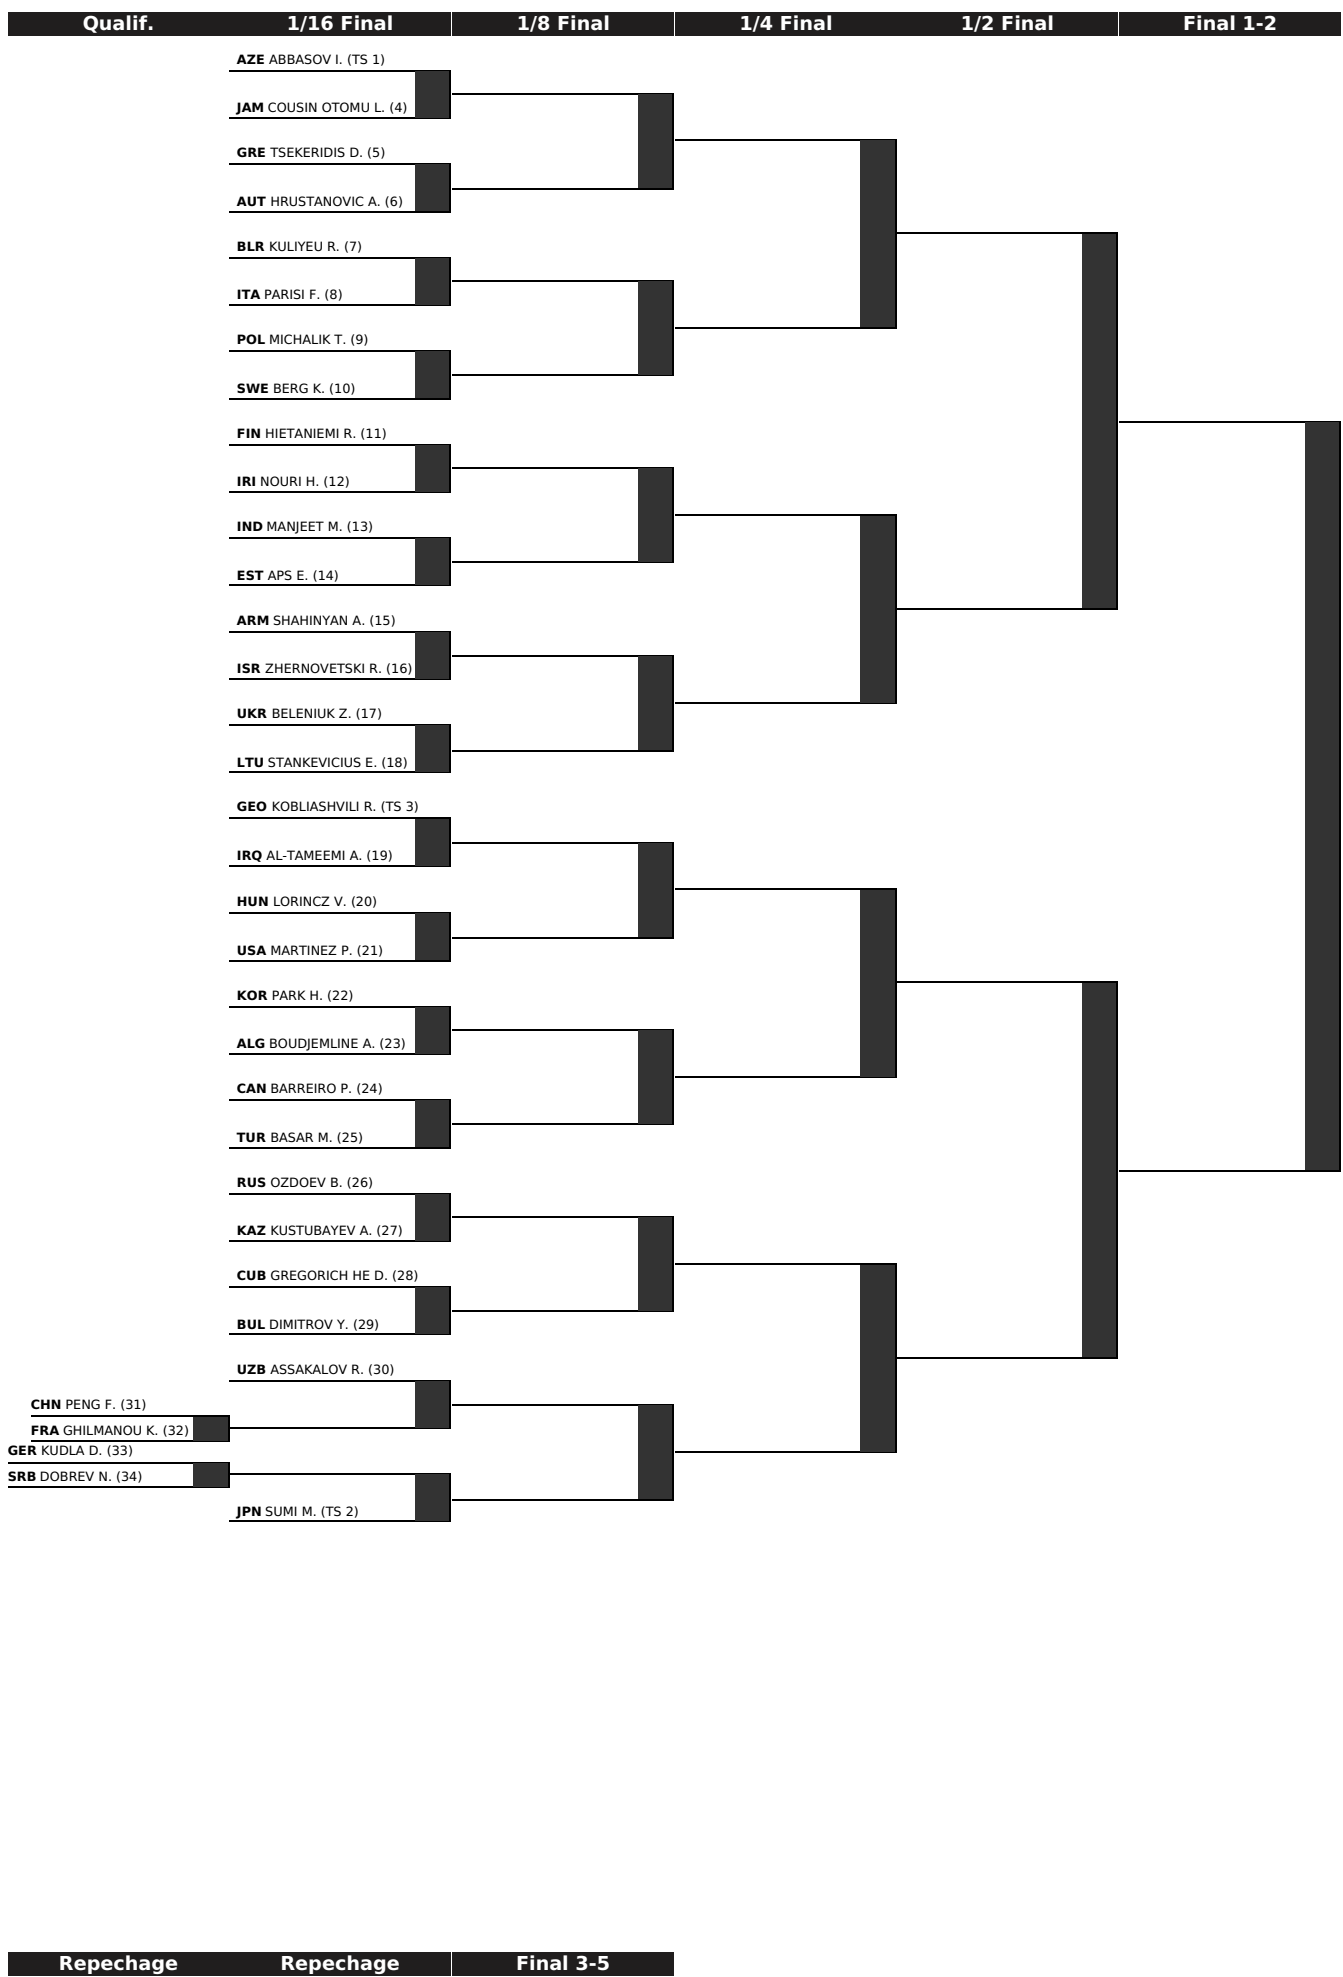 Qualif. 1/16 Final 1/8 Final 1/4 Final 1/2 Final Final 1-2
AZE ABBASOV I. (TS 1)
JAM COUSIN OTOMU L. (4)
GRE TSEKERIDIS D. (5)
AUT HRUSTANOVIC A. (6)
BLR KULIYEU R. (7)
ITA PARISI F. (8)
POL MICHALIK T. (9)
SWE BERG K. (10)
FIN HIETANIEMI R. (11)
IRI NOURI H. (12)
IND MANJEET M. (13)
EST APS E. (14)
ARM SHAHINYAN A. (15)
ISR ZHERNOVETSKI R. (16)
UKR BELENIUK Z. (17)
LTU STANKEVICIUS E. (18)
GEO KOBLIASHVILI R. (TS 3)
IRQ AL-TAMEEMI A. (19)
HUN LORINCZ V. (20)
USA MARTINEZ P. (21)
KOR PARK H. (22)
ALG BOUDJEMLINE A. (23)
CAN BARREIRO P. (24)
TUR BASAR M. (25)
RUS OZDOEV B. (26)
KAZ KUSTUBAYEV A. (27)
CUB GREGORICH HE D. (28)
BUL DIMITROV Y. (29)
UZB ASSAKALOV R. (30)
CHN PENG F. (31)
FRA GHILMANOU K. (32)
GER KUDLA D. (33)
SRB DOBREV N. (34)
JPN SUMI M. (TS 2)
Repechage Repechage Final 3-5